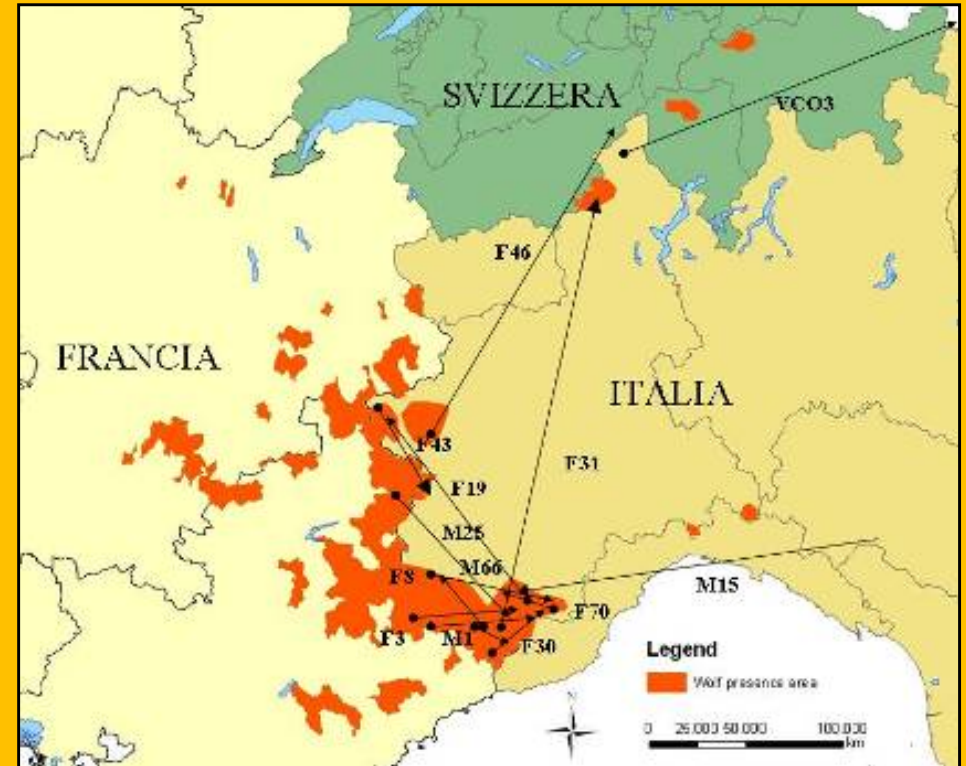 SVIZZERA
VCO3
F46
FRANCIA
ITALIA
F43
F31
F19
M25
M66
F8
M15
F70
F3
M1
F30
Legend
Wolf presence area
N
0 25.000 50.000 100.000
km